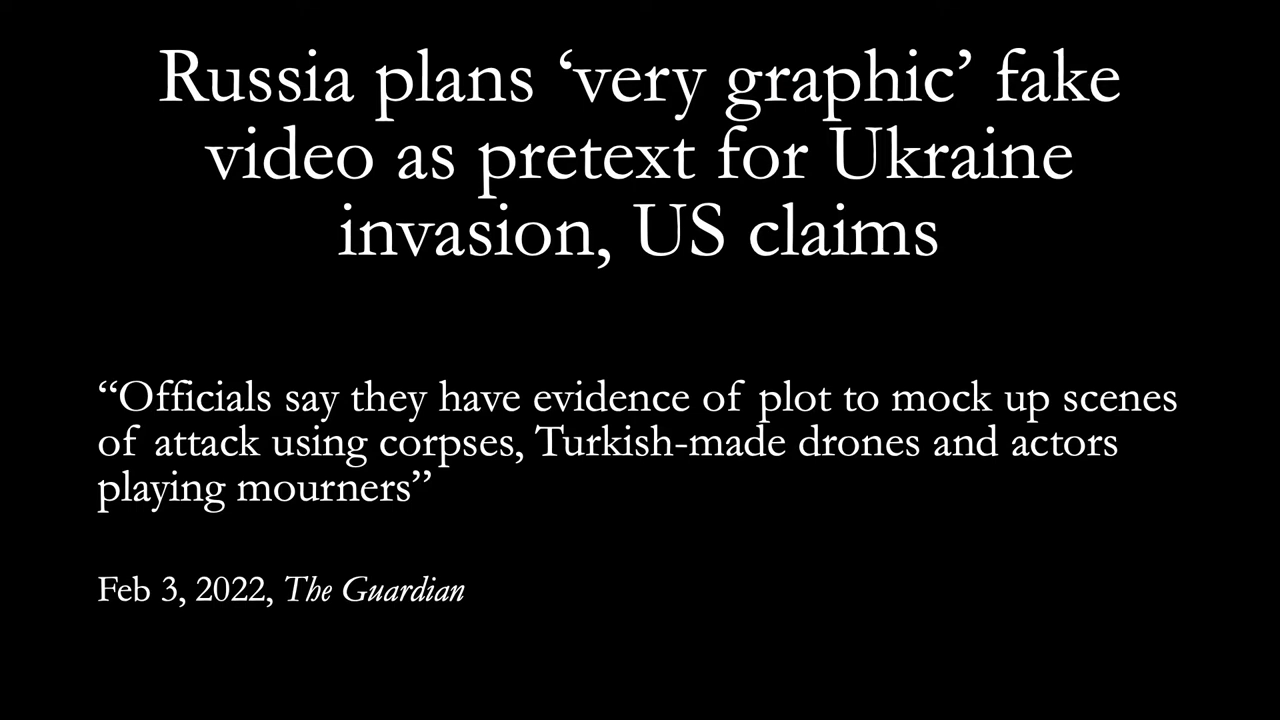 Russia plans ‘very graphic’ fake
video as pretext for Ukraine
invasion, US claims
“Officials say they have evidence of plot to mock up scenes
of attack using corpses, Turkish-made drones and actors
playing mourners”
Feb 3, 2022, The Guardian